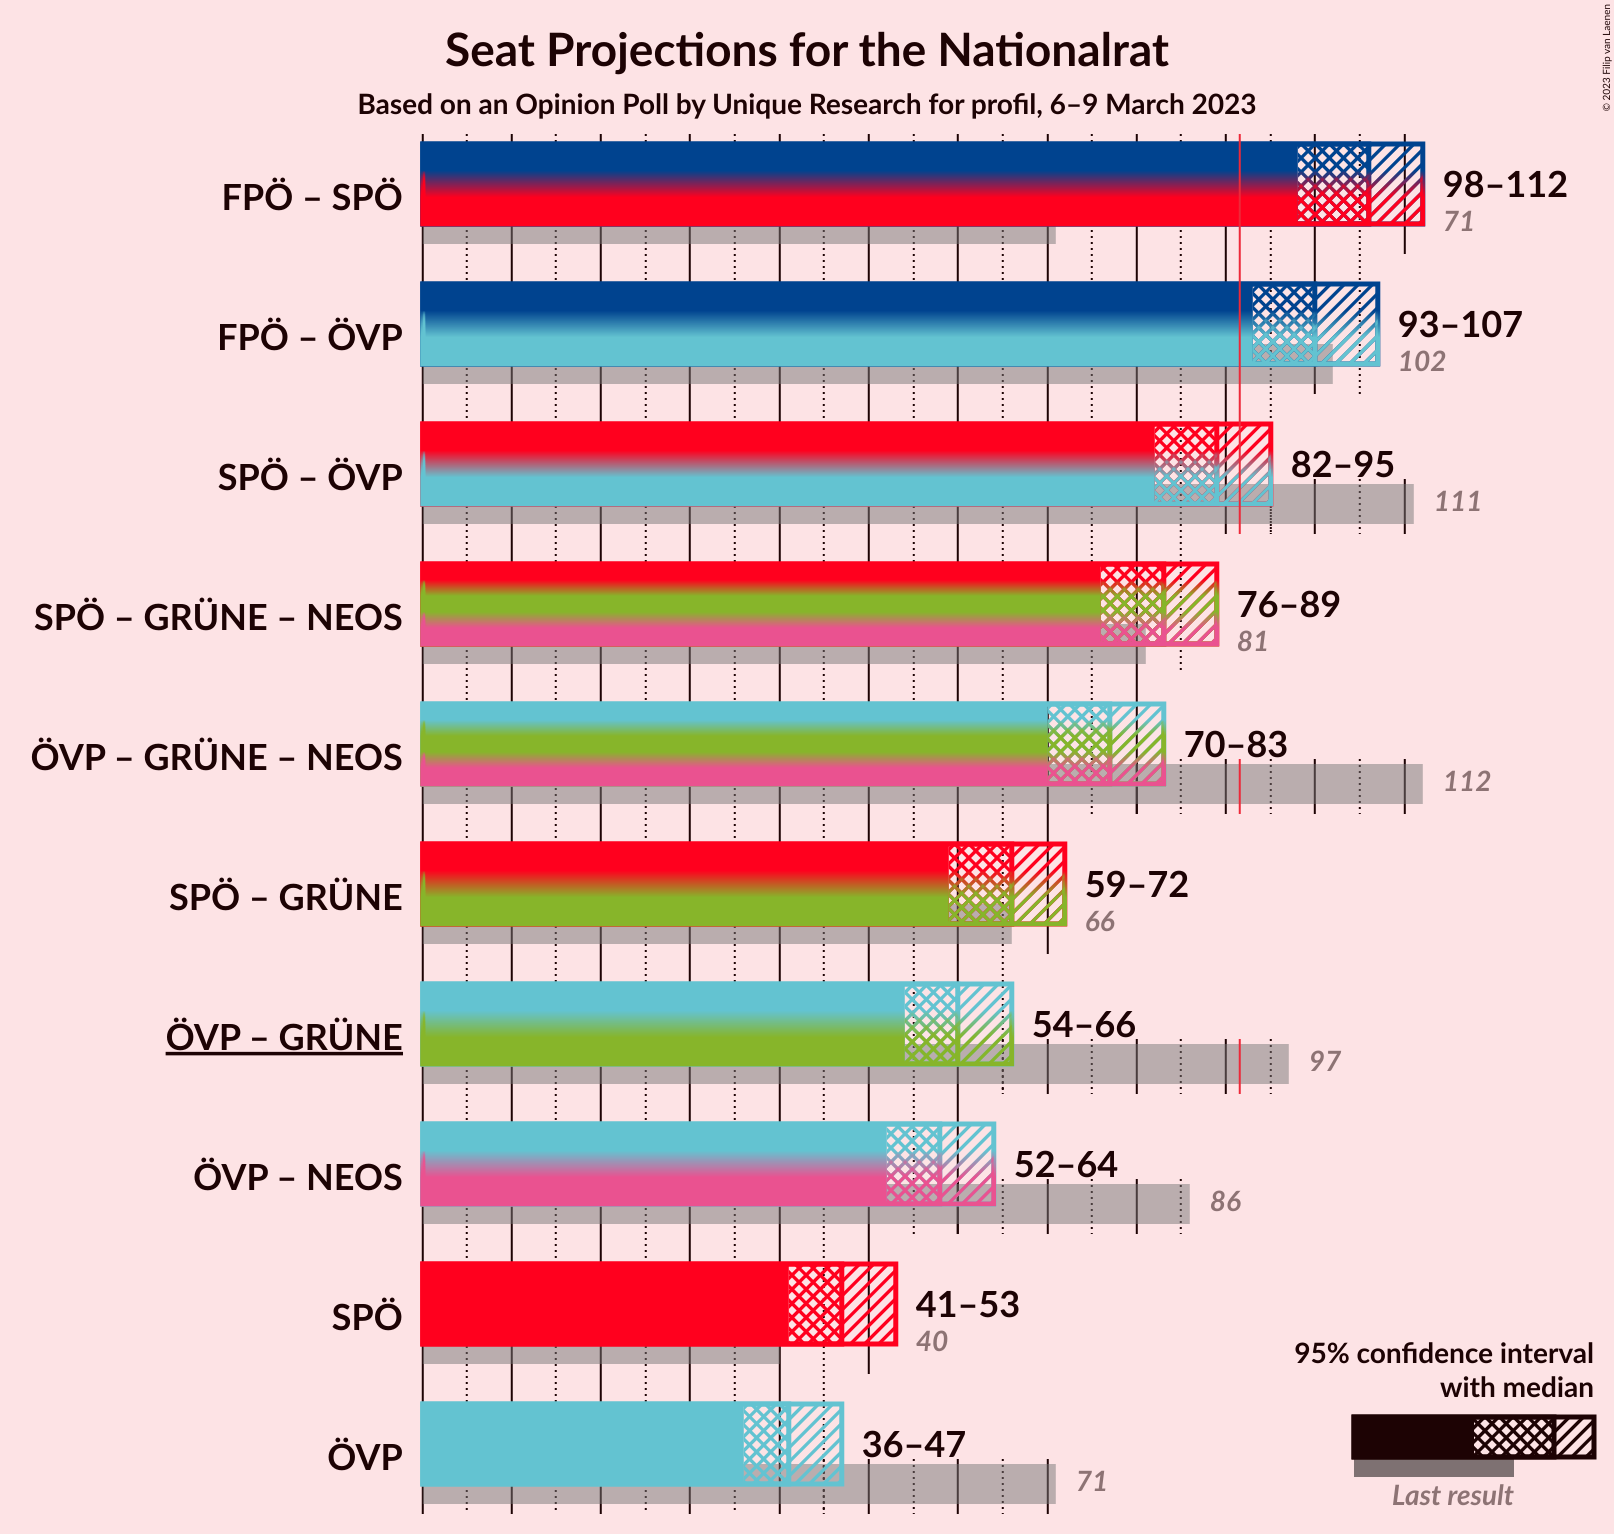 Seat Projections for the Nationalrat
Based on an Opinion Poll by Unique Research for profil, 6–9 March 2023
© 2023 Filip van Laenen
FPÖ – SPÖ
98–112
71
FPÖ – ÖVP
93–107
102
SPÖ – ÖVP
82–95
111
SPÖ – GRÜNE – NEOS
76–89
81
ÖVP – GRÜNE – NEOS
70–83
112
SPÖ – GRÜNE
59–72
66
ÖVP – GRÜNE
54–66
97
ÖVP – NEOS
52–64
86
SPÖ
41–53
40
ÖVP
36–47
71
95% confidence interval
with median
Last result